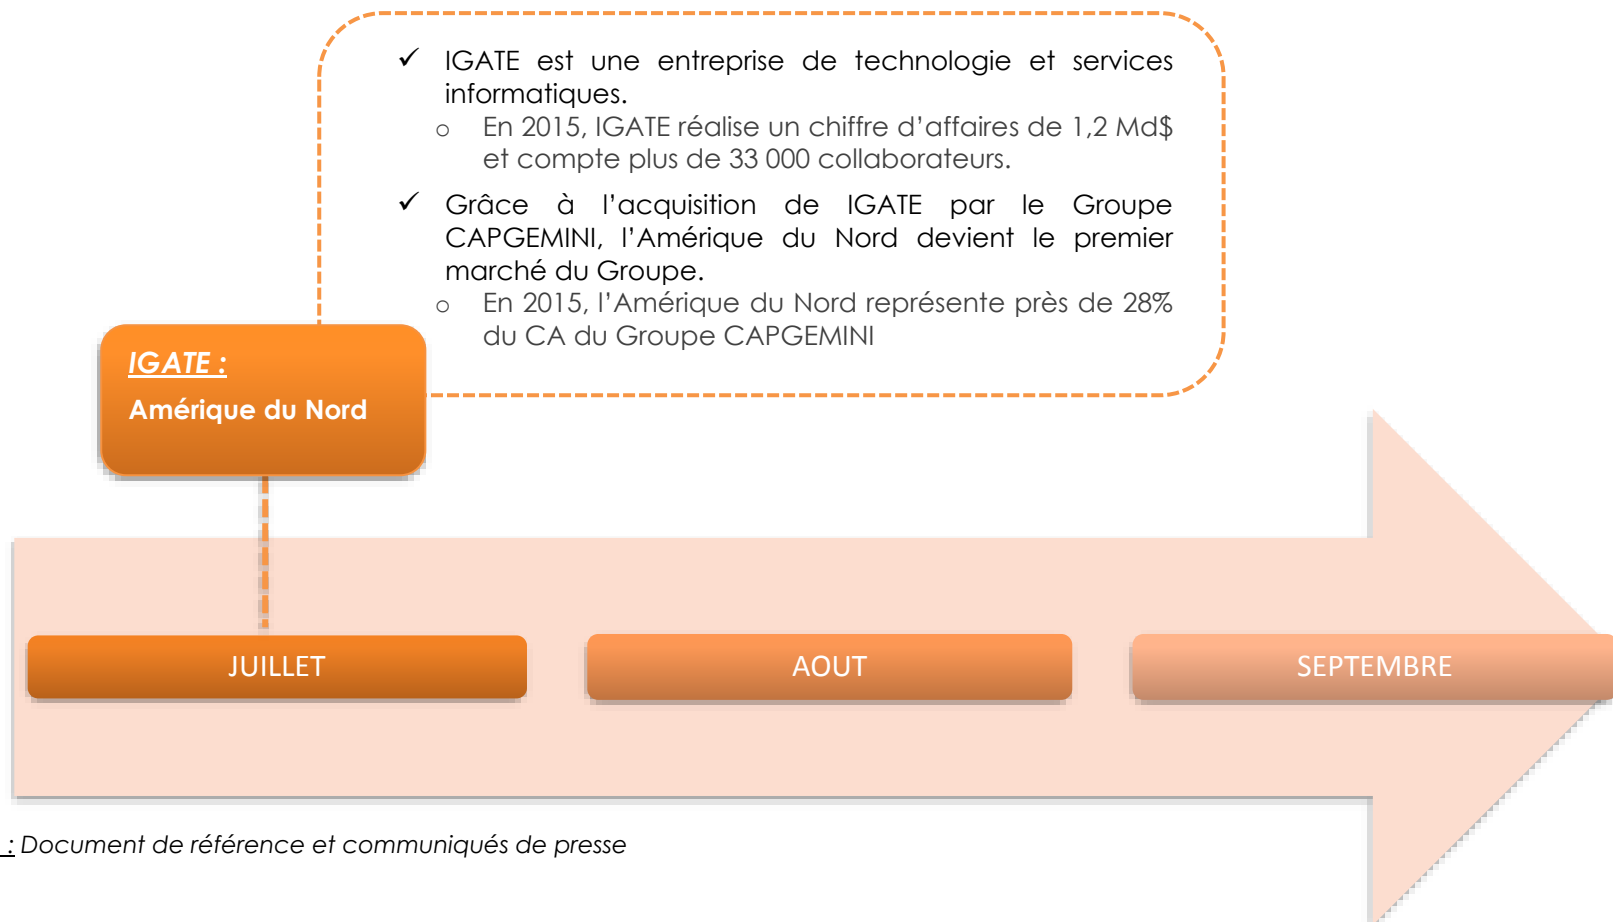 ✓ IGATE est une entreprise de technologie et services
informatiques.
o En 2015, IGATE réalise un chiffre d’affaires de 1,2 Md$
et compte plus de 33 000 collaborateurs.
✓ Grâce à l’acquisition de IGATE par le Groupe
CAPGEMINI, l’Amérique du Nord devient le premier
marché du Groupe.
o En 2015, l’Amérique du Nord représente près de 28%
du CA du Groupe CAPGEMINI
IGATE :
Amérique du Nord
JUILLET
AOUT
SEPTEMBRE
: Document de référence et communiqués de presse